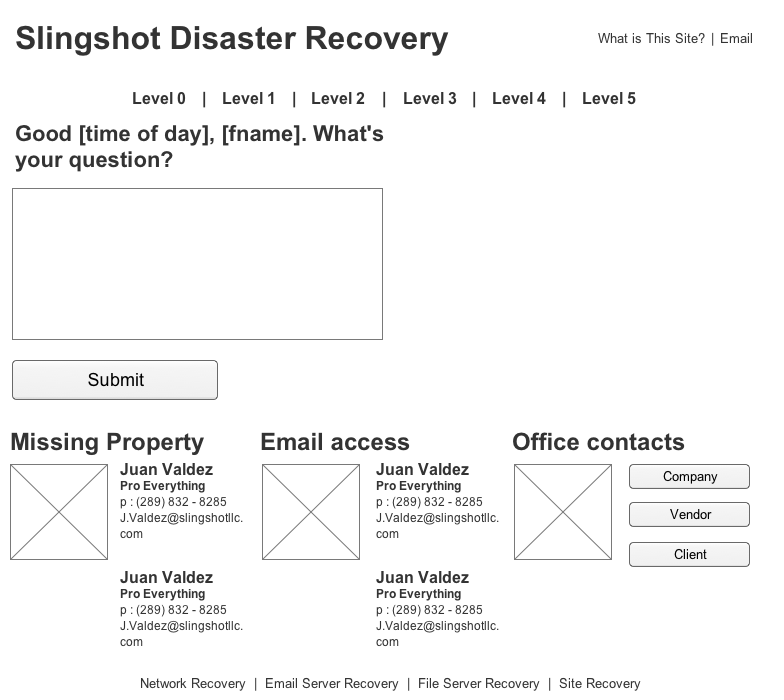 Slingshot Disaster Recovery
What is This Site? | Email
Level 0 | Level 1 | Level 2 | Level 3 | Level 4 | Level 5
Good [time of day], [fname]. What's
your question?
Submit
Missing Property
Juan Valdez
Pro Everything
p : (289) 832 - 8285
J.Valdez@slingshotllc.
com
Juan Valdez
Pro Everything
p : (289) 832 - 8285
J.Valdez@slingshotllc.
com
Email access
Juan Valdez
Pro Everything
p : (289) 832 - 8285
J.Valdez@slingshotllc.
com
Juan Valdez
Pro Everything
p : (289) 832 - 8285
J.Valdez@slingshotllc.
com
Office contacts
Company
Vendor
Client
Network Recovery | Email Server Recovery | File Server Recovery | Site Recovery